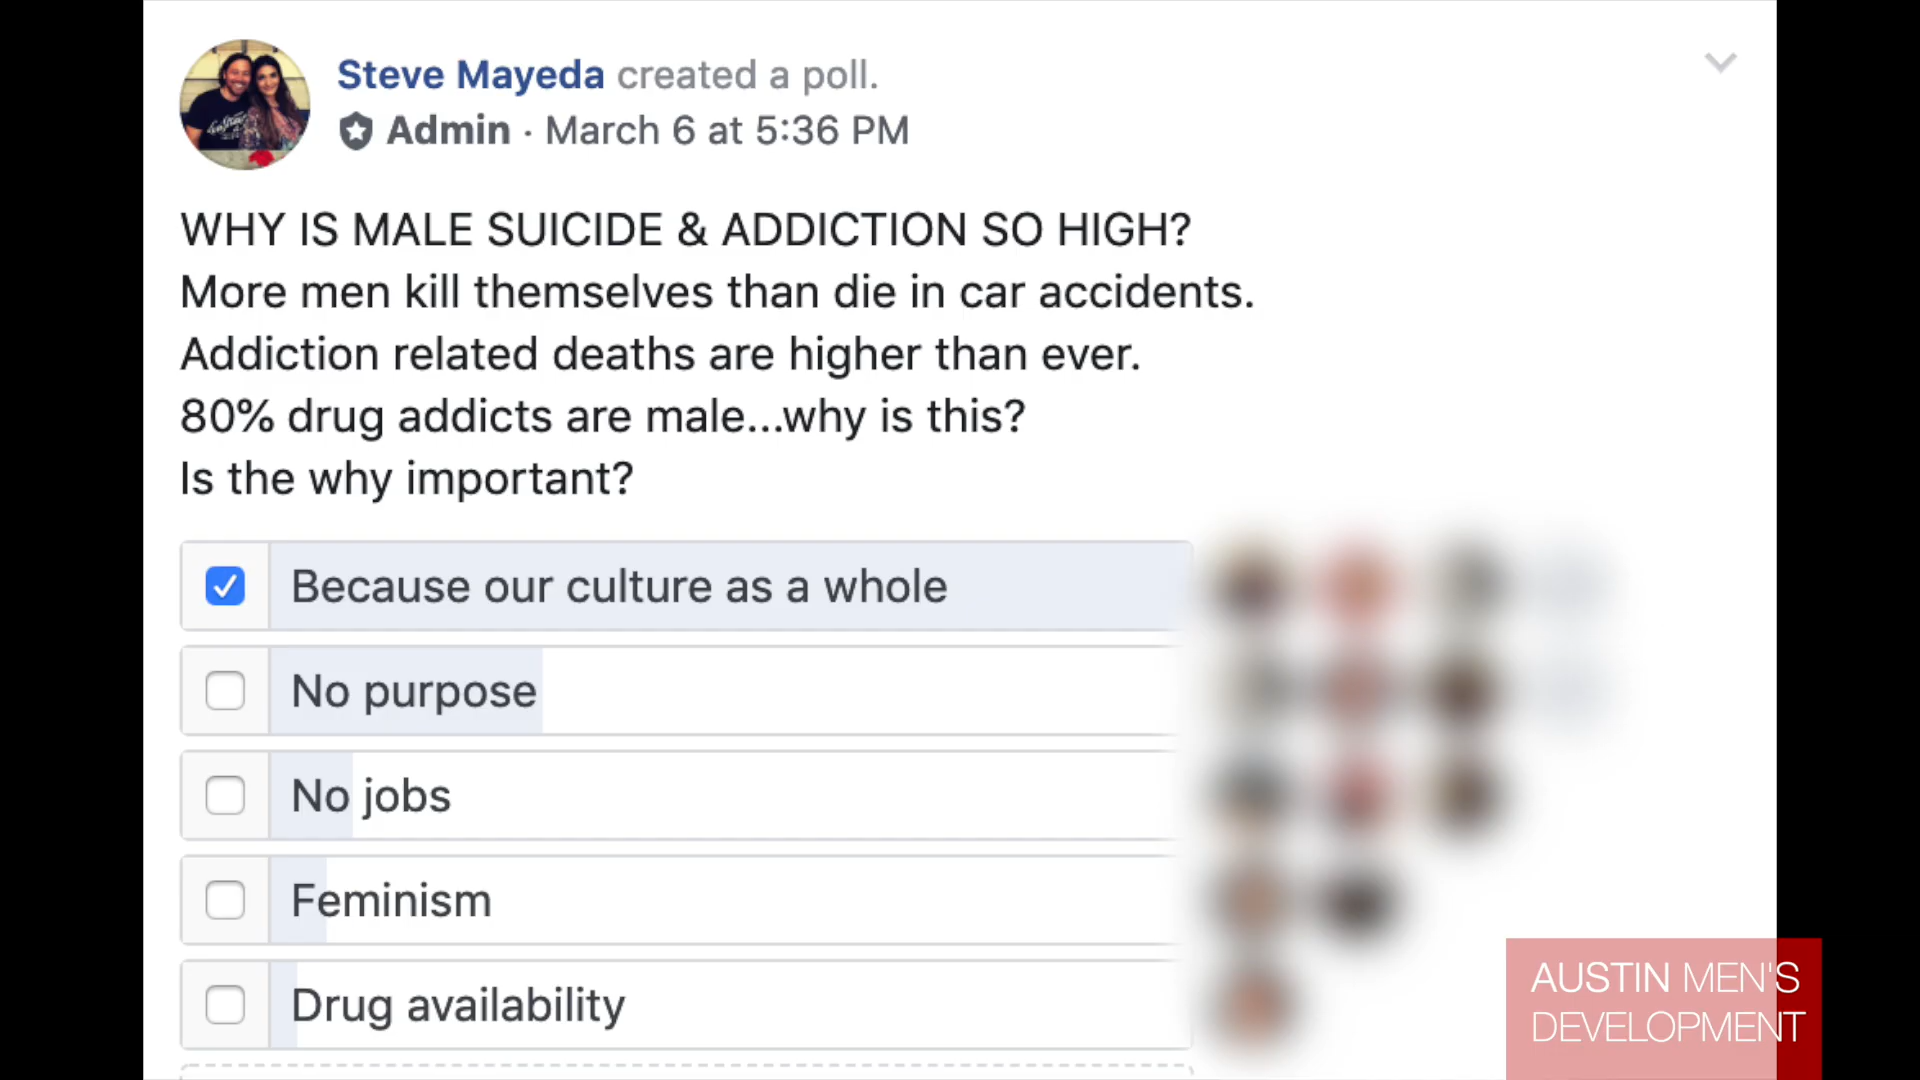 Steve Mayeda created a poll.
Admin · March 6 at 5:36 PM
WHY IS MALE SUICIDE & ADDICTION SO HIGH?
More men kill themselves than die in car accidents.
Addiction related deaths are higher than ever.
80% drug addicts are male...why is this?
Is the why important?
Because our culture as a whole
No purpose
No jobs
Feminism
Drug availability
AUSTIN MEN'S
DEVELOPMENT